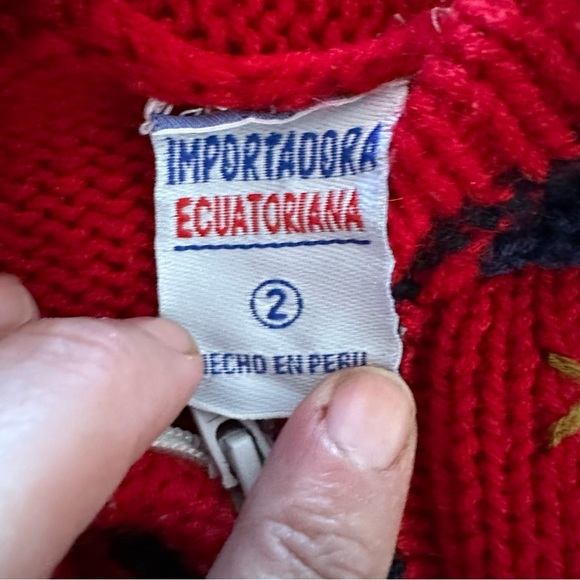 IMPORTADORA
ECUATORIANA
2
HECHO EN PERU